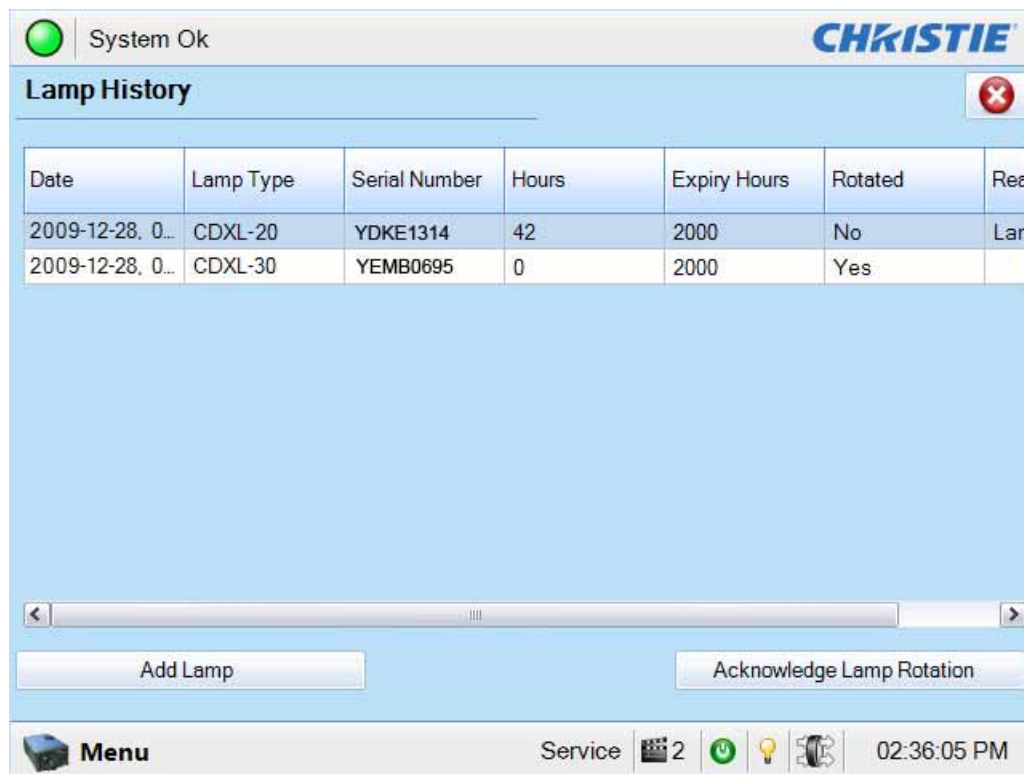 System Ok
CHRISTIE
Lamp History
Date Lamp Type Serial Number Hours Expiry Hours Rotated Rea
2009-12-28, 0... CDXL-20 YDKE1314 42 2000 No Lar
2009-12-28, 0... CDXL-30 YEMB0695 0 2000 Yes
Add Lamp Acknowledge Lamp Rotation
Menu Service 2 02:36:05 PM